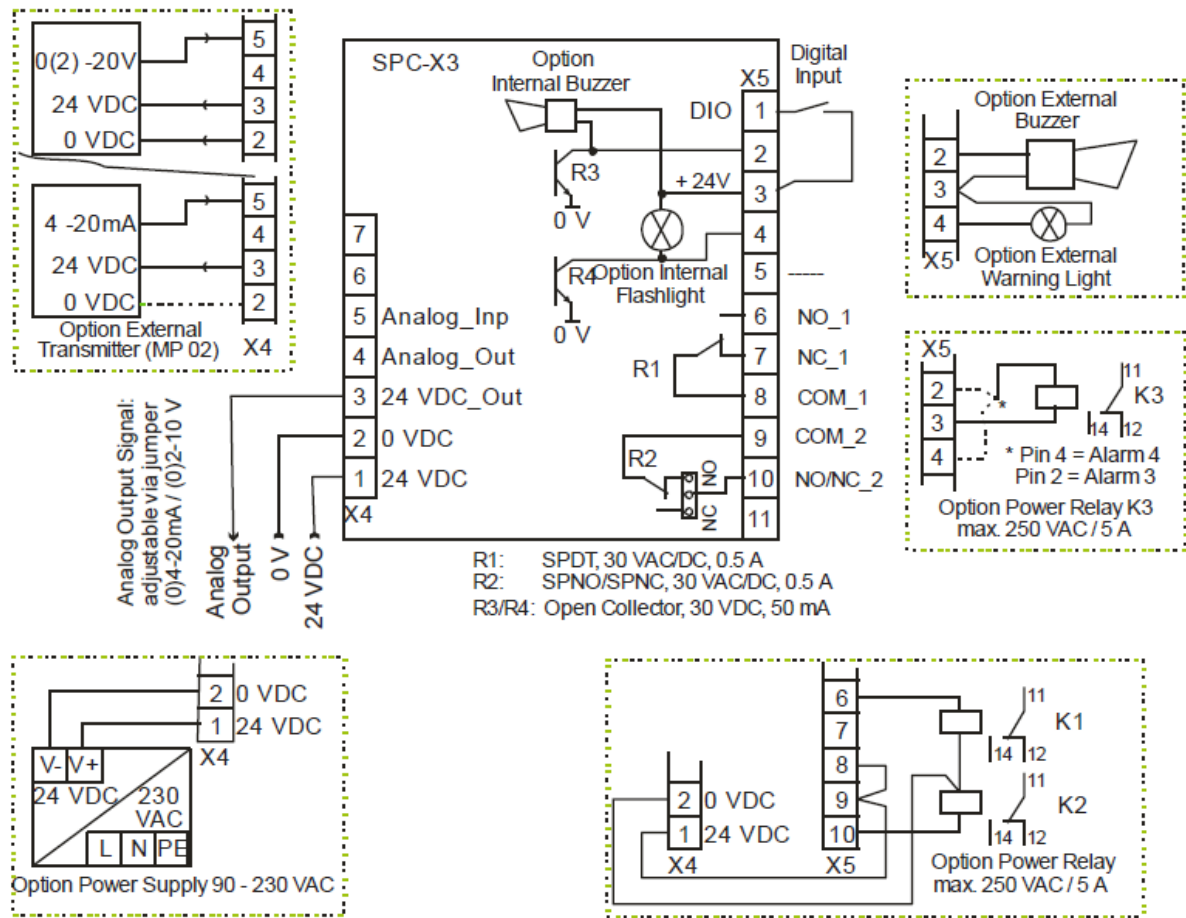 0(2) -20V
24 VDC
0 VDC
5
4
3
2
4 -20mA
24 VDC
0 VDC
5
4
3
2
Option External
Transmitter (MP 02)
X4
SPC-X3
Option
Internal Buzzer
X5
Digital
Input
DIO
1
2
3
4
5
-----
6
NO_1
7
NC_1
8
COM_1
9
COM_2
10
NO/NC_2
11
R3
0 V
+ 24V
R4
Option Internal
Flashlight
0 V
R1
R2
NO
NC
7
6
5
Analog_Inp
4
Analog_Out
3
24 VDC_Out
2
0 VDC
1
24 VDC
X4
Analog Output Signal:
adjustable via jumper
(0)4-20mA / (0)2-10 V
Analog
Output
0 V
24 VDC
R1: SPDT, 30 VAC/DC, 0.5 A
R2: SPNO/SPNC, 30 VAC/DC, 0.5 A
R3/R4: Open Collector, 30 VDC, 50 mA
Option External
Buzzer
2
3
4
X5
Option External
Warning Light
X5
2
3
4
*
11
K3
14
12
* Pin 4 = Alarm 4
Pin 2 = Alarm 3
Option Power Relay K3
max. 250 VAC / 5 A
2
0 VDC
1
24 VDC
X4
V-
V+
24 VDC
230
VAC
L
N
PE
Option Power Supply 90 - 230 VAC
2
0 VDC
1
24 VDC
X4
6
7
8
9
10
X5
11
K1
14
12
11
K2
14
12
Option Power Relay
max. 250 VAC / 5 A